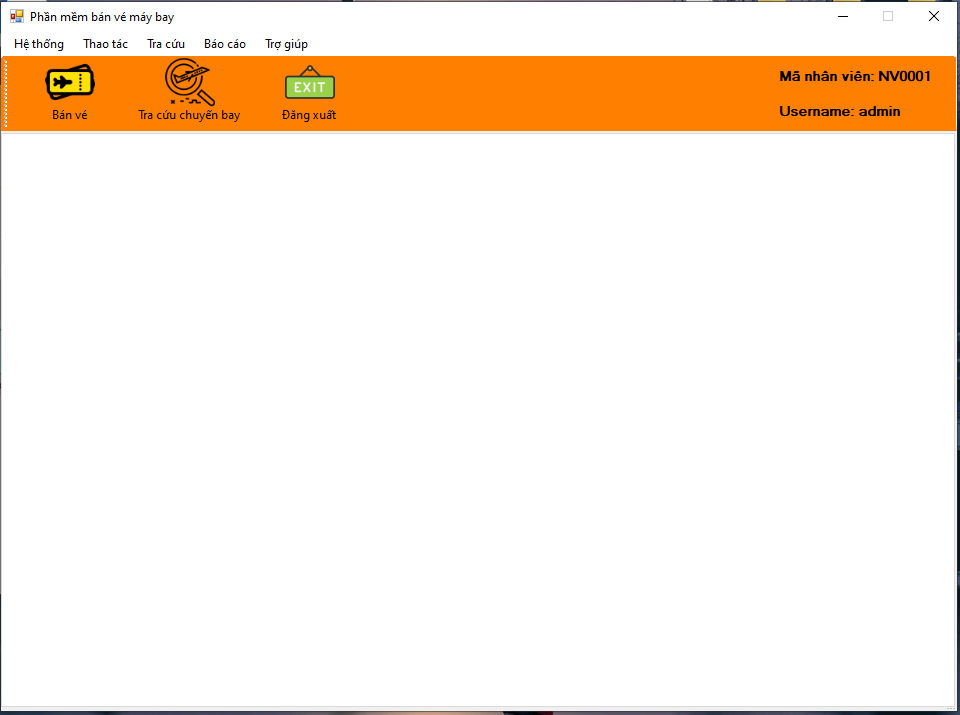 Phần mềm bán vé máy bay
Hệ thống Thao tác Tra cứu Báo cáo Trợ giúp
EXIT
Bán vé Tra cứu chuyến bay Đăng xuất
Mã nhân viên: NV0001
Username: admin